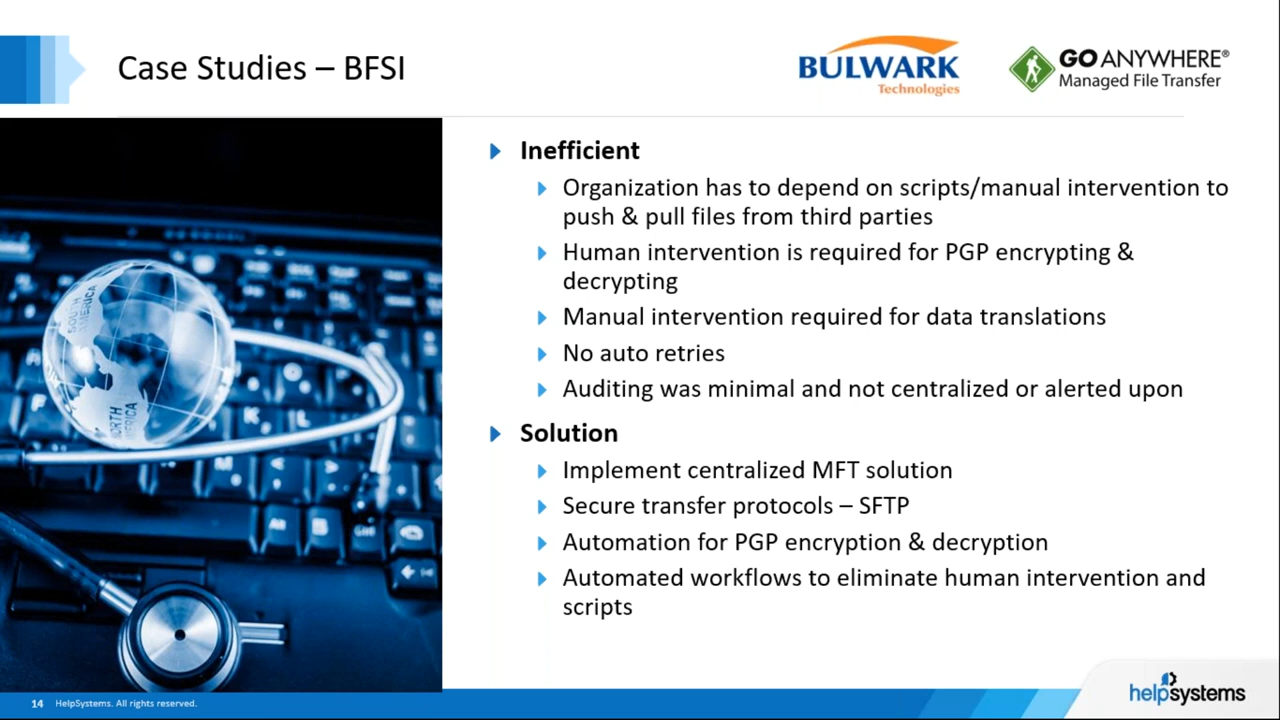 Case Studies – BFSI
BULWARK
Technologies
GO ANYWHERE®
Managed File Transfer
Inefficient
Organization has to depend on scripts/manual intervention to
push & pull files from third parties
Human intervention is required for PGP encrypting &
decrypting
Manual intervention required for data translations
No auto retries
Auditing was minimal and not centralized or alerted upon
Solution
Implement centralized MFT solution
Secure transfer protocols – SFTP
Automation for PGP encryption & decryption
Automated workflows to eliminate human intervention and
scripts
SOUTH
AMERICA
NORTH
AMERICA
14 HelpSystems. All rights reserved.
helpsystems